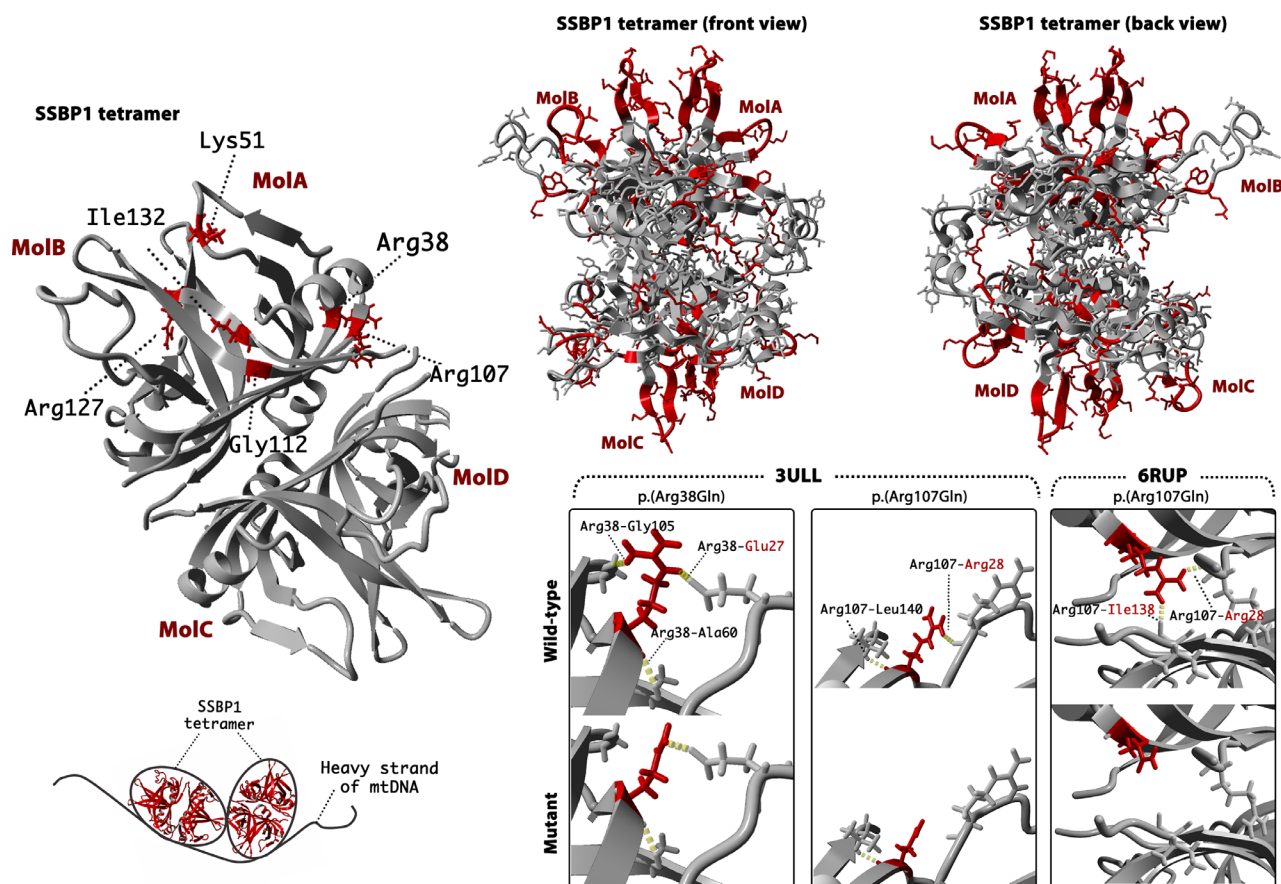 SSBP1 tetramer
Lys51
MolA
Ile132
MolB
Arg38
Arg127
Arg107
Gly112
MolD
MolC
SSBP1
tetramer
Heavy strand
of mtDNA
SSBP1 tetramer (front view)
MolB
MolA
MolD
MolC
SSBP1 tetramer (back view)
MolA
MolB
MolD
MolC
3ULL
6RUP
p.(Arg38Gln)
p.(Arg107Gln)
p.(Arg107Gln)
Wild-type
Arg38-Gly105
Arg38-Glu27
Arg38-Ala60
Arg107-Arg28
Arg107-Leu140
Arg107-Ile138
Arg107-Arg28
Mutant